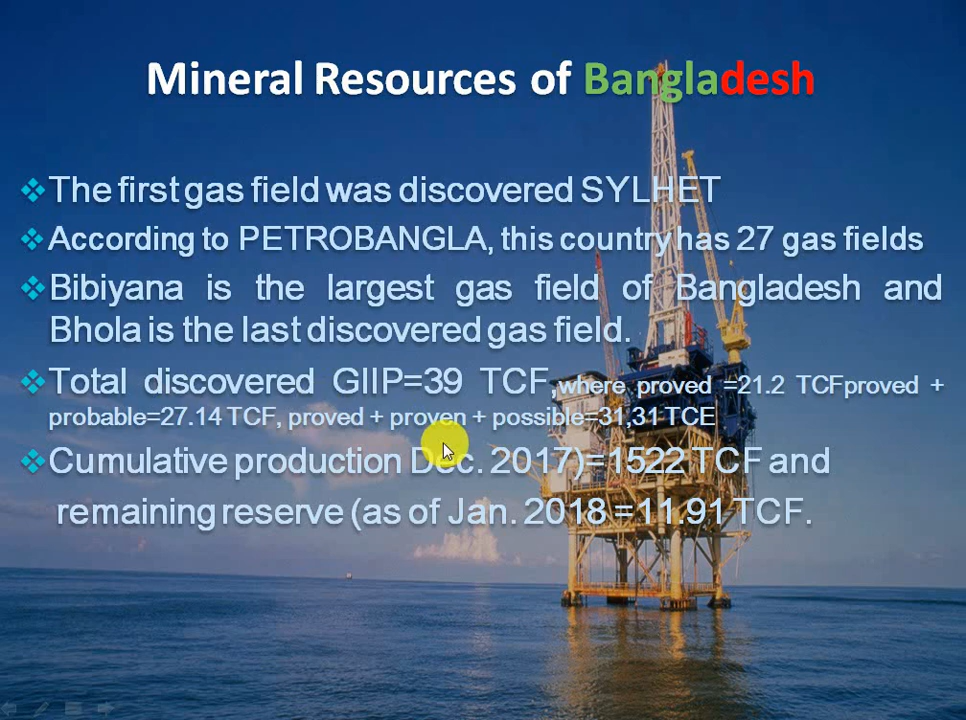 Mineral Resources of Bangladesh
❖The first gas field was discovered SYLHET
❖According to PETROBANGLA, this country has 27 gas fields
❖Bibiyana is the largest gas field of Bangladesh and
Bhola is the last discovered gas field.
❖Total discovered GIIP=39 TCF,where proved =21.2 TCFproved +
probable=27.14 TCF, proved + proven + possible=31,31 TCE
❖Cumulative production Dec. 2017)=1522 TCF and
remaining reserve (as of Jan. 2018 =11.91 TCF.